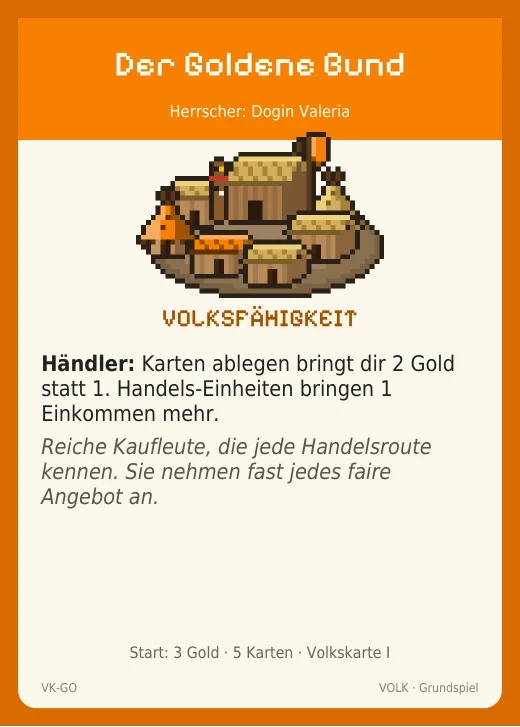 Der Goldene Bund
Herrscher: Dogin Valeria
VOLKSFÄHIGKEIT
Händler: Karten ablegen bringt dir 2 Gold
statt 1. Handels-Einheiten bringen 1
Einkommen mehr.
Reiche Kaufleute, die jede Handelsroute
kennen. Sie nehmen fast jedes faire
Angebot an.
Start: 3 Gold · 5 Karten · Volkskarte I
VK-GO
VOLK · Grundspiel